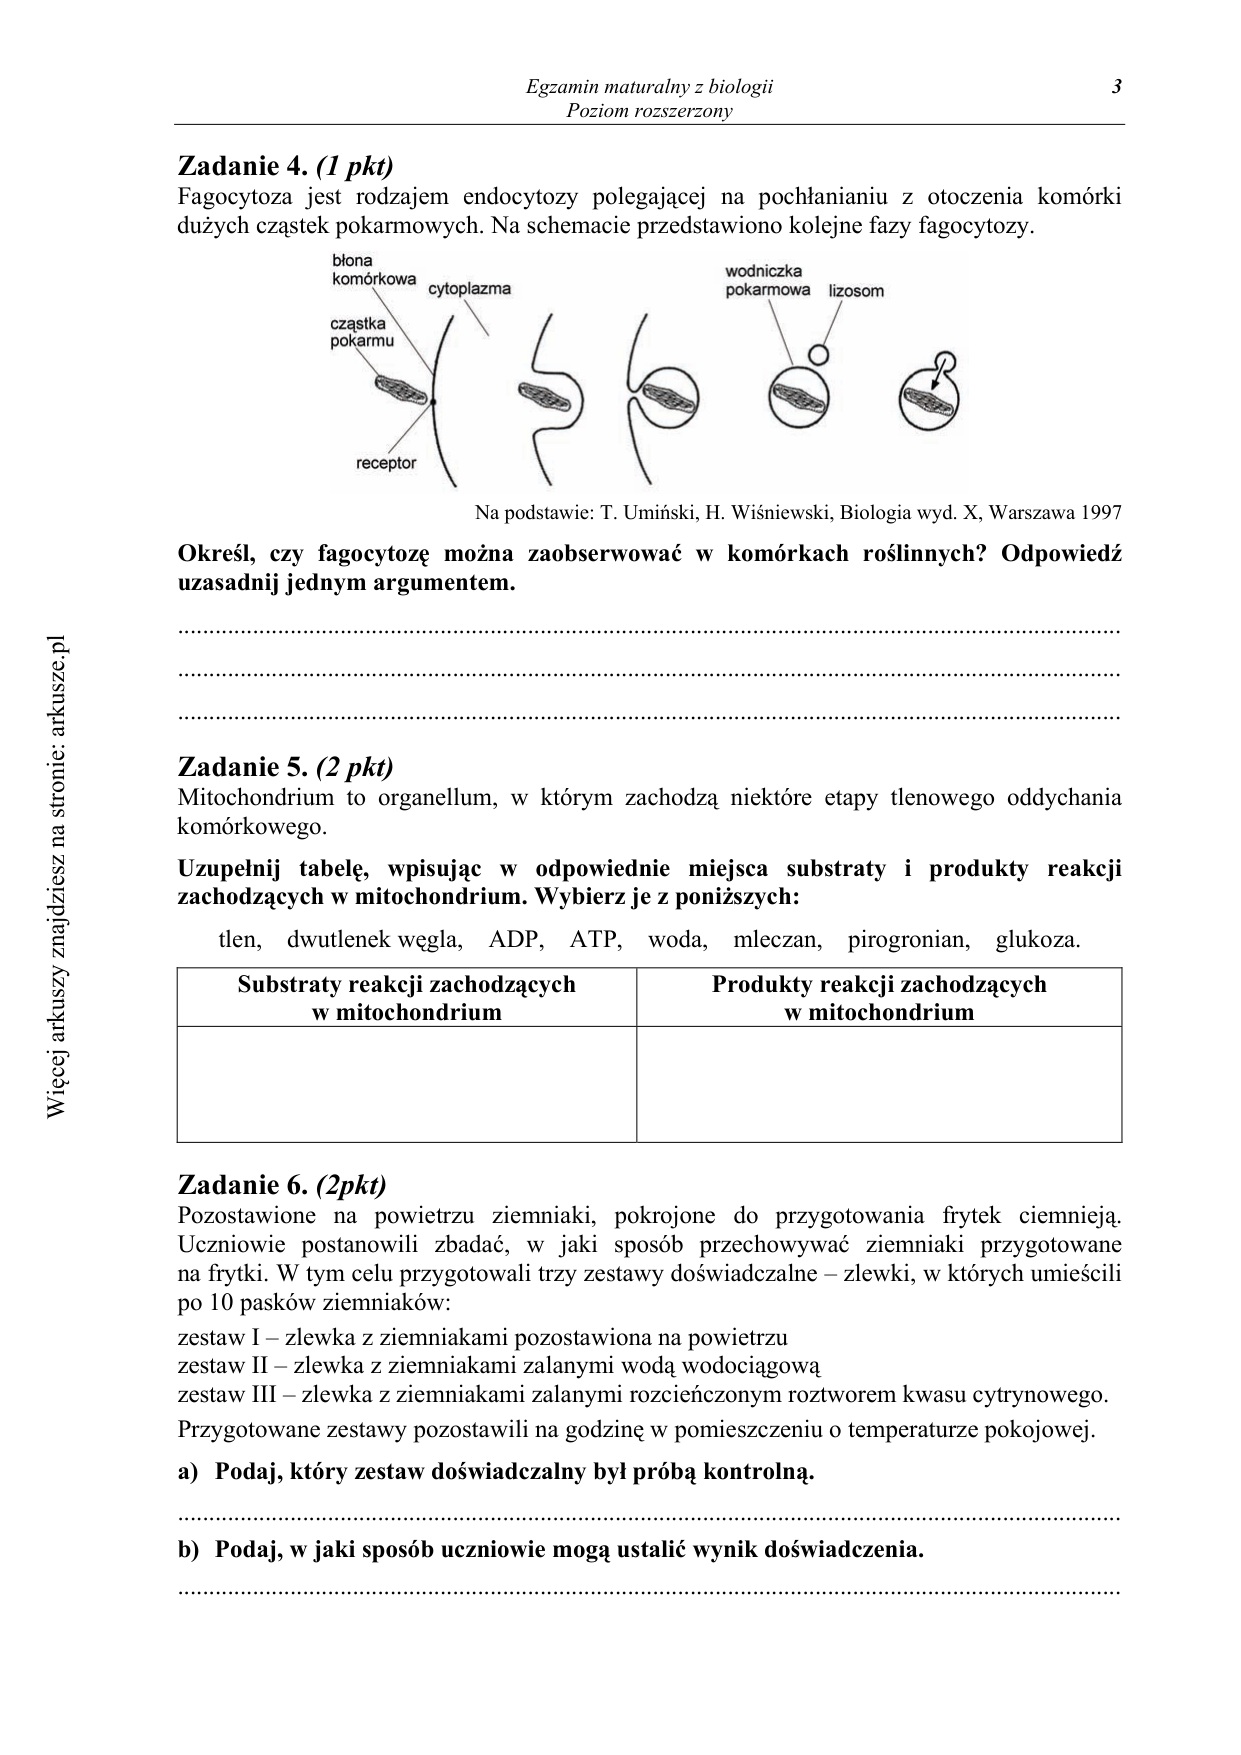 Egzamin maturalny z biologii
Poziom rozszerzony
3
Zadanie 4. (1 pkt)
Fagocytoza jest rodzajem endocytozy polegającej na pochłanianiu z otoczenia komórki
dużych cząstek pokarmowych. Na schemacie przedstawiono kolejne fazy fagocytozy.
błona
komórkowa
cytoplazma
cząstka
pokarmu
receptor
wodniczka
pokarmowa
lizosom
Na podstawie: T. Umiński, H. Wiśniewski, Biologia wyd. X, Warszawa 1997
Określ, czy fagocytozę można zaobserwować w komórkach roślinnych? Odpowiedź
uzasadnij jednym argumentem.
Zadanie 5. (2 pkt)
Mitochondrium to organellum, w którym zachodzą niektóre etapy tlenowego oddychania
komórkowego.
Uzupełnij tabelę, wpisując w odpowiednie miejsca substraty i produkty reakcji
zachodzących w mitochondrium. Wybierz je z poniższych:
tlen, dwutlenek węgla, ADP, ATP, woda, mleczan, pirogronian, glukoza.
Substraty reakcji zachodzących
w mitochondrium
Produkty reakcji zachodzących
w mitochondrium
Zadanie 6. (2pkt)
Pozostawione na powietrzu ziemniaki, pokrojone do przygotowania frytek ciemnieją.
Uczniowie postanowili zbadać, w jaki sposób przechowywać ziemniaki przygotowane
na frytki. W tym celu przygotowali trzy zestawy doświadczalne – zlewki, w których umieścili
po 10 pasków ziemniaków:
zestaw I – zlewka z ziemniakami pozostawiona na powietrzu
zestaw II – zlewka z ziemniakami zalanymi wodą wodociągową
zestaw III – zlewka z ziemniakami zalanymi rozcieńczonym roztworem kwasu cytrynowego.
Przygotowane zestawy pozostawili na godzinę w pomieszczeniu o temperaturze pokojowej.
a) Podaj, który zestaw doświadczalny był próbą kontrolną.
b) Podaj, w jaki sposób uczniowie mogą ustalić wynik doświadczenia.
Więcej arkuszy znajdziesz na stronie: arkusze.pl